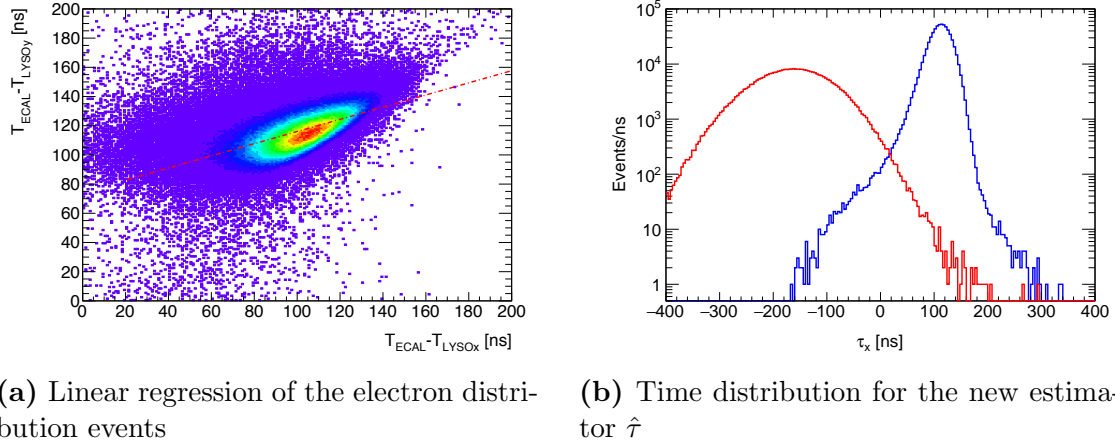 200
180
160
140
120
100
80
60
40
20
0
T_ECAL-T_LYSOy [ns]
0 20 40 60 80 100 120 140 160 180 200
T_ECAL-T_LYSOx [ns]
10^5
10^4
10^3
10^2
10
1
Events/ns
−400 −300 −200 −100 0 100 200 300 400
τ_x [ns]
(a) Linear regression of the electron distri-
bution events
(b) Time distribution for the new estima-
tor τ̂